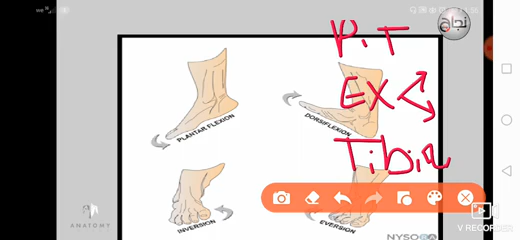 نجاح
P.T
EX
Tibia
PLANTAR FLEXION
DORSIFLEXION
INVERSION
EVERSION
ANATOMY
NYSORA
V RECORDER